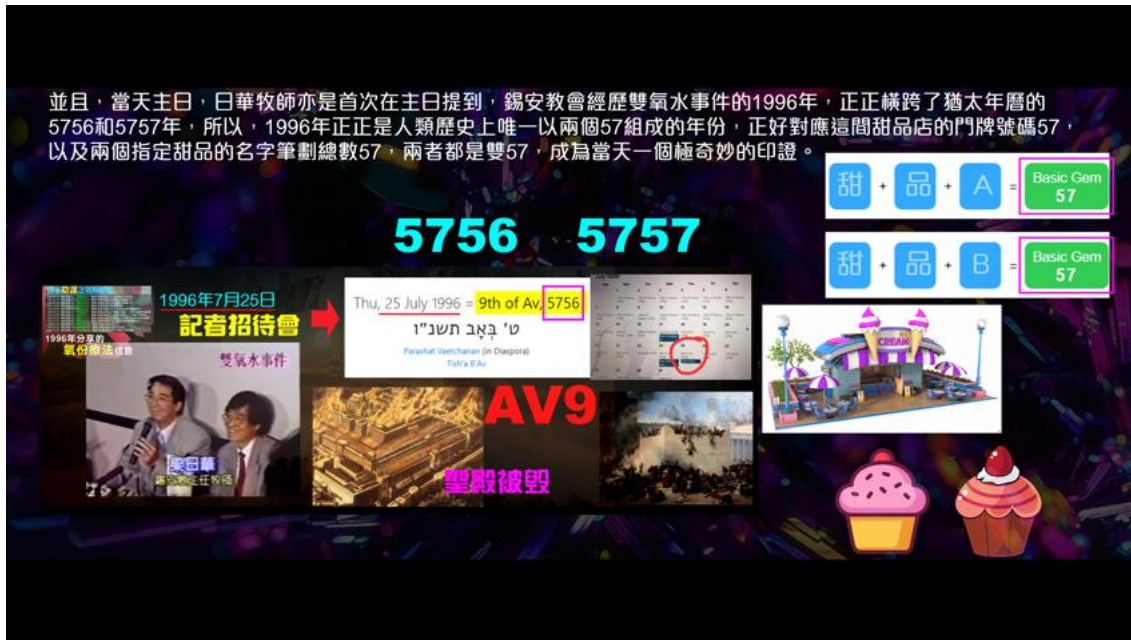 並且，當天主日，日華牧師亦是首次在主日提到，錫安教會經歷雙氧水事件的1996年，正正橫跨了猶太年曆的
5756和5757年，所以，1996年正正是人類歷史上唯一以兩個57組成的年份，正好對應這間甜品店的門牌號碼57，
以及兩個指定甜品的名字筆劃總數57，兩者都是雙57，成為當天一個極奇妙的印證。
甜 + 品 + A = Basic Gem 57
甜 + 品 + B = Basic Gem 57
5756 5757
1996年7月25日
記者招待會
1996年分享的
氧份療法信息
Thu, 25 July 1996 = 9th of Av, 5756
ט' בְּאָב תשנ"ו
Parashat Vaetchanan (in Diaspora)
Tish'a B'Av
雙氧水事件
梁日華
錫安教會主任牧師
AV9
聖殿被毀
CREAM